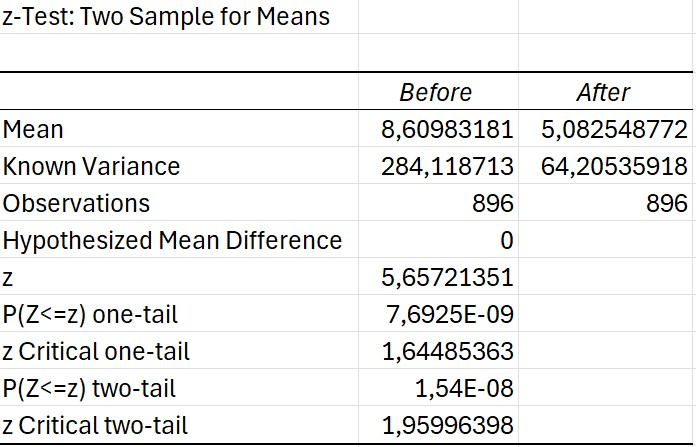 z-Test: Two Sample for Means
Before After
Mean 8,60983181 5,082548772
Known Variance 284,118713 64,20535918
Observations 896 896
Hypothesized Mean Difference 0
z 5,65721351
P(Z<=z) one-tail 7,6925E-09
z Critical one-tail 1,64485363
P(Z<=z) two-tail 1,54E-08
z Critical two-tail 1,95996398